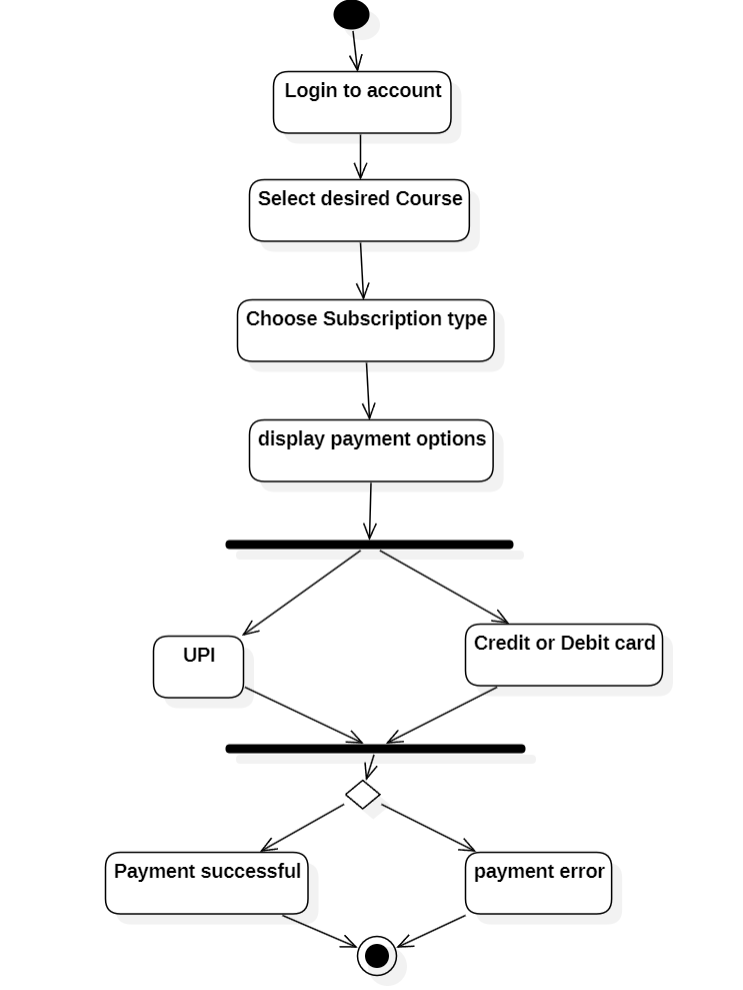 Login to account
Select desired Course
Choose Subscription type
display payment options
UPI
Credit or Debit card
Payment successful
payment error